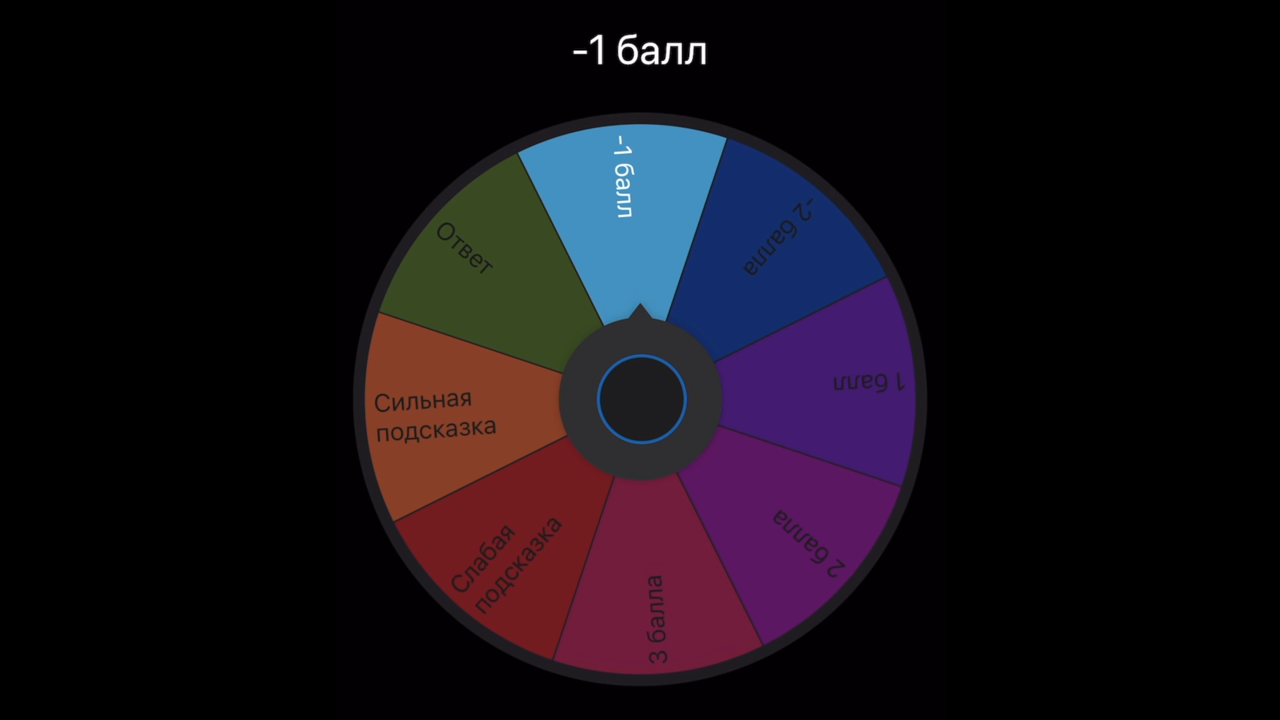 -1 балл
-1 балл
-2 балла
1 балл
2 балла
3 балла
Слабая
подсказка
Сильная
подсказка
Ответ